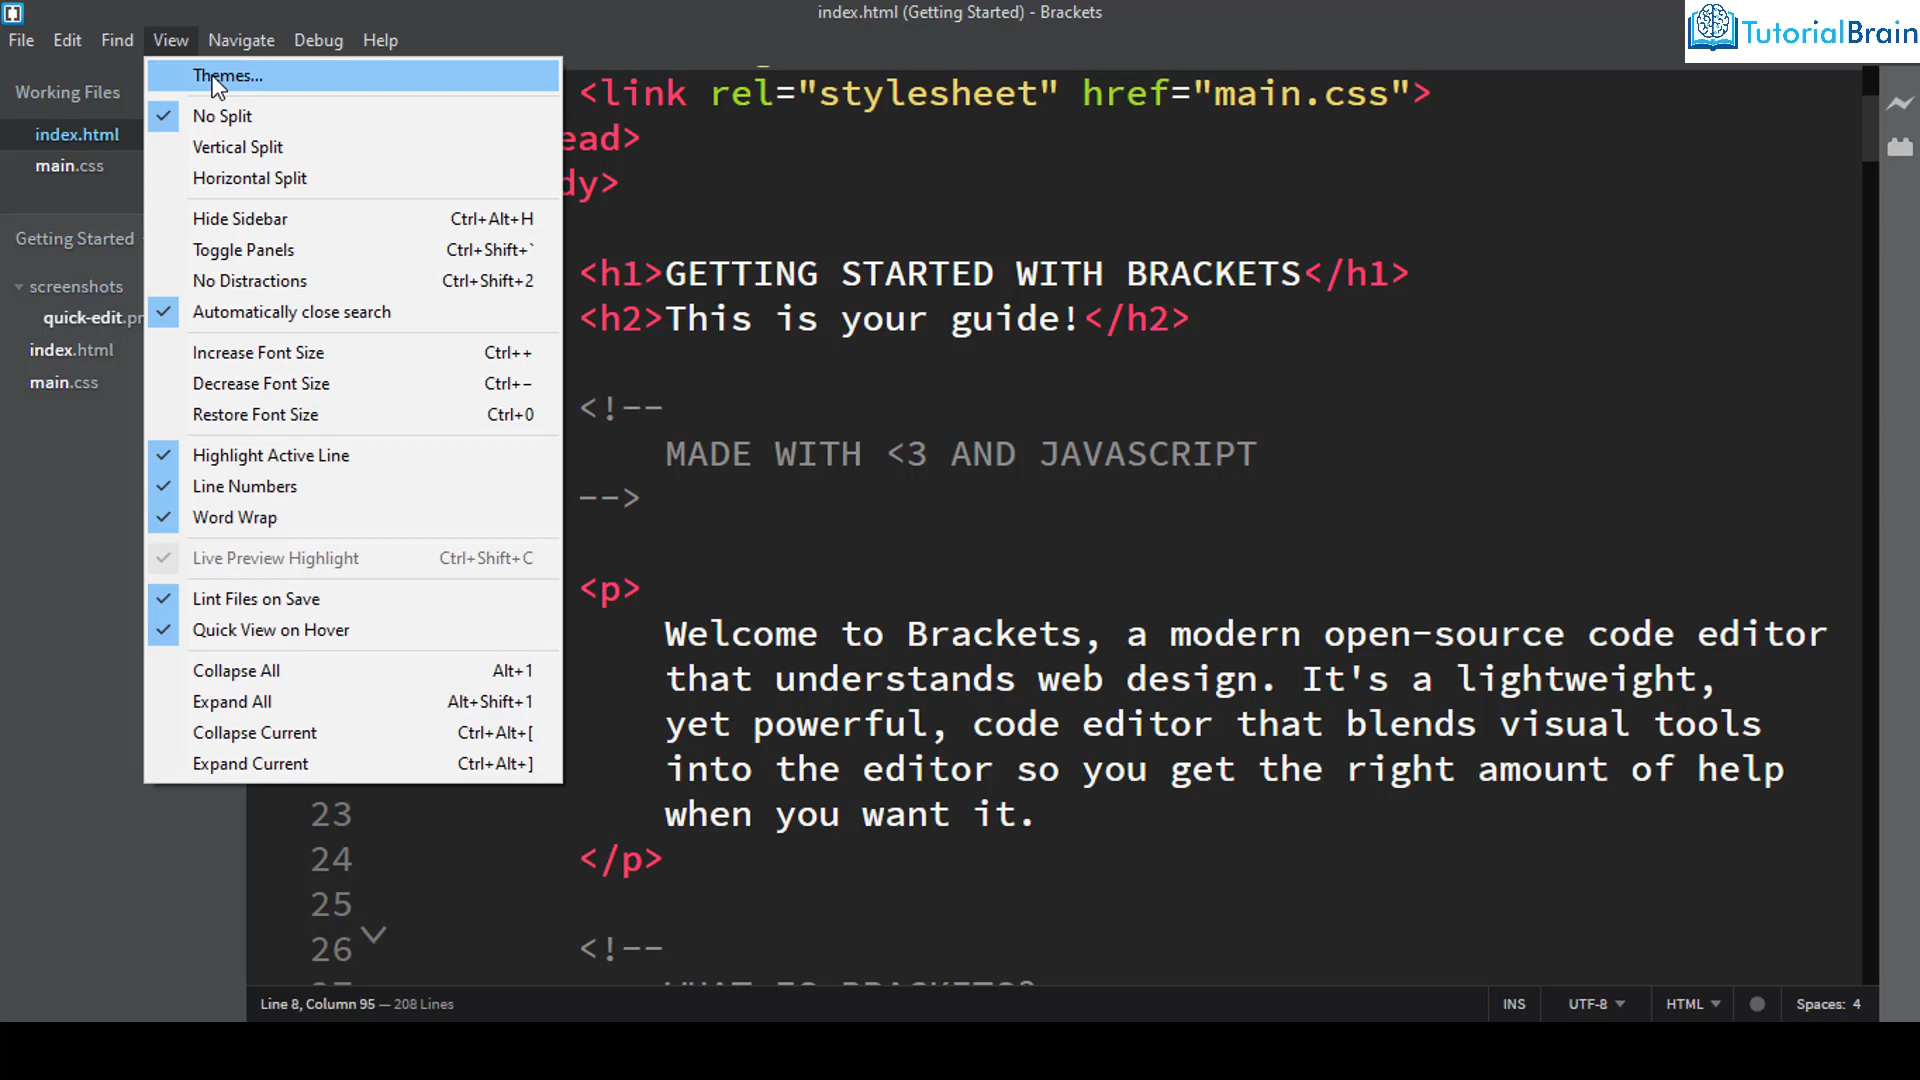 index.html (Getting Started) - Brackets
TutorialBrain
File Edit Find View Navigate Debug Help
Working Files
index.html
main.css
Getting Started
screenshots
quick-edit.pr
index.html
main.css
Themes...
No Split
Vertical Split
Horizontal Split
Hide Sidebar Ctrl+Alt+H
Toggle Panels Ctrl+Shift+`
No Distractions Ctrl+Shift+2
Automatically close search
Increase Font Size Ctrl++
Decrease Font Size Ctrl+−
Restore Font Size Ctrl+0
Highlight Active Line
Line Numbers
Word Wrap
Live Preview Highlight Ctrl+Shift+C
Lint Files on Save
Quick View on Hover
Collapse All Alt+1
Expand All Alt+Shift+1
Collapse Current Ctrl+Alt+[
Expand Current Ctrl+Alt+]
<link rel="stylesheet" href="main.css">
ead>
dy>
<h1>GETTING STARTED WITH BRACKETS</h1>
<h2>This is your guide!</h2>
<!--
MADE WITH <3 AND JAVASCRIPT
-->
<p>
Welcome to Brackets, a modern open-source code editor
that understands web design. It's a lightweight,
yet powerful, code editor that blends visual tools
into the editor so you get the right amount of help
23 when you want it.
24 </p>
25
26 <!--
WHAT IS BRACKETS?
Line 8, Column 95 — 208 Lines
INS UTF-8 HTML Spaces: 4